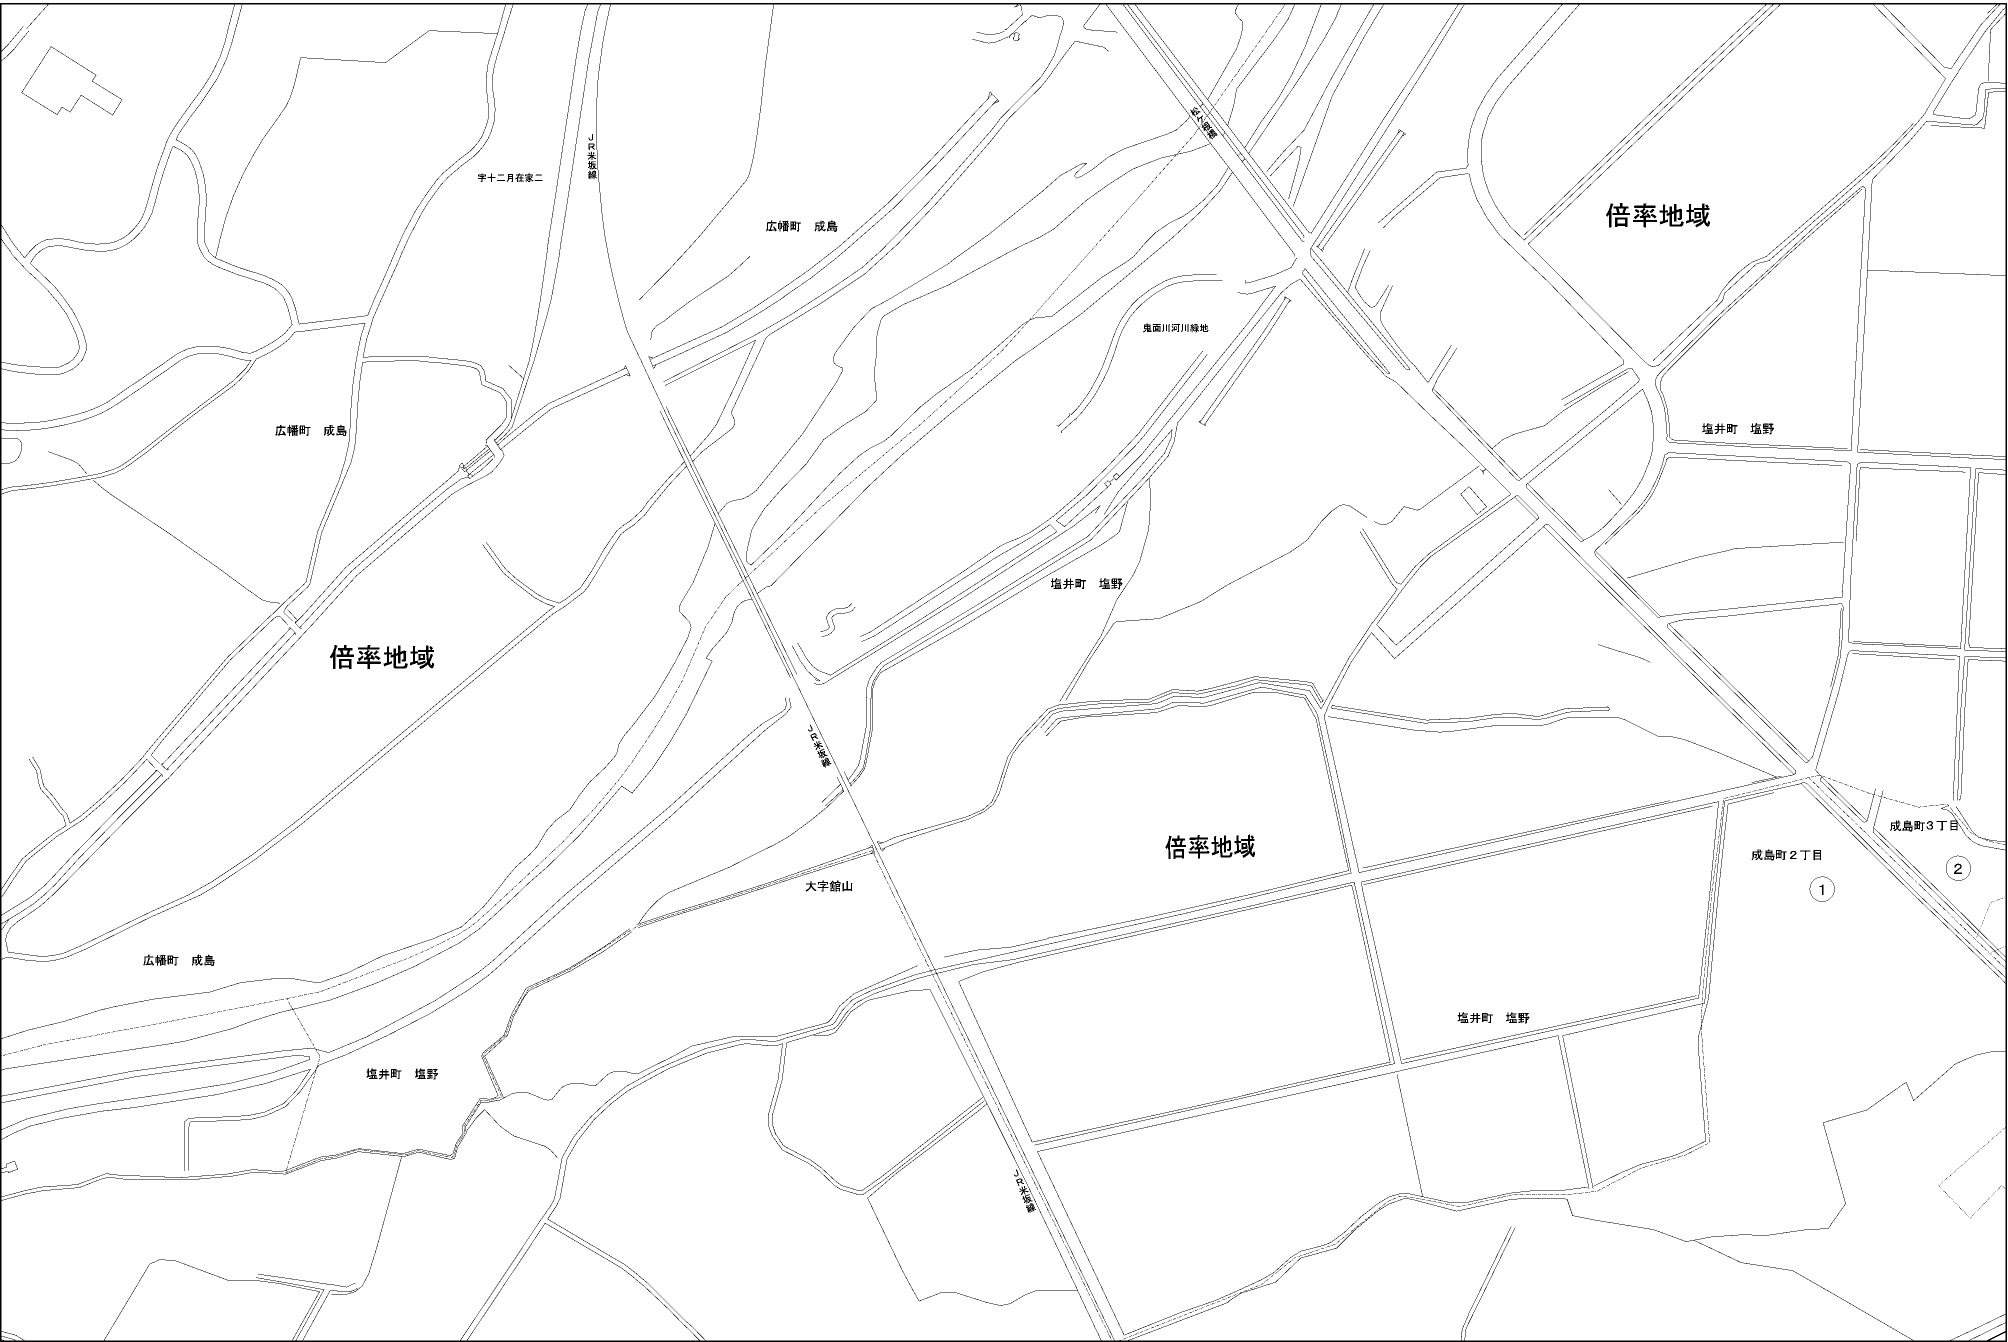 松ケ根橋
JR米坂線
字十二月在家二
倍率地域
広幡町　成島
鬼面川河川緑地
広幡町　成島
塩井町　塩野
塩井町　塩野
倍率地域
JR米坂線
成島町3丁目
倍率地域
成島町2丁目
2
大字舘山
1
広幡町　成島
塩井町　塩野
塩井町　塩野
JR米坂線